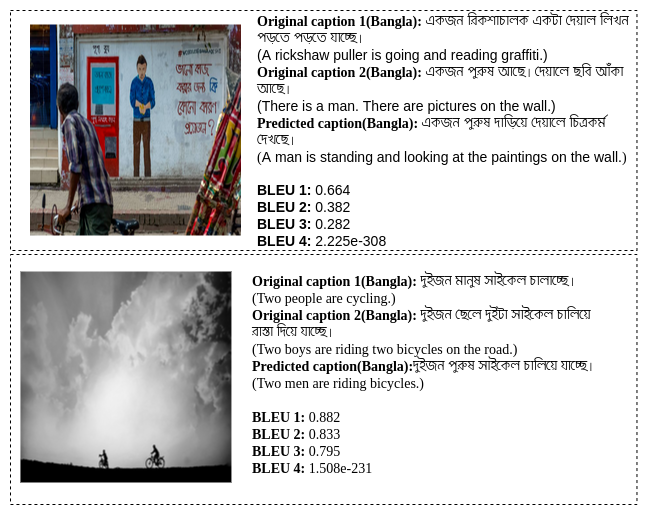 Original caption 1(Bangla): একজন রিকশাচালক একটা দেয়াল লিখন
পড়তে পড়তে যাচ্ছে।
(A rickshaw puller is going and reading graffiti.)
Original caption 2(Bangla): একজন পুরুষ আছে। দেয়ালে ছবি আঁকা
আছে।
(There is a man. There are pictures on the wall.)
Predicted caption(Bangla): একজন পুরুষ দাড়িয়ে দেয়ালে চিত্রকর্ম
দেখছে।
(A man is standing and looking at the paintings on the wall.)
BLEU 1: 0.664
BLEU 2: 0.382
BLEU 3: 0.282
BLEU 4: 2.225e-308
ভালো কাজ
করার জন্য কি
কোনো কারণ
প্রয়োজন ?
Original caption 1(Bangla): দুইজন মানুষ সাইকেল চালাচ্ছে।
(Two people are cycling.)
Original caption 2(Bangla): দুইজন ছেলে দুইটা সাইকেল চালিয়ে
রাস্তা দিয়ে যাচ্ছে।
(Two boys are riding two bicycles on the road.)
Predicted caption(Bangla):দুইজন পুরুষ সাইকেল চালিয়ে যাচ্ছে।
(Two men are riding bicycles.)
BLEU 1: 0.882
BLEU 2: 0.833
BLEU 3: 0.795
BLEU 4: 1.508e-231